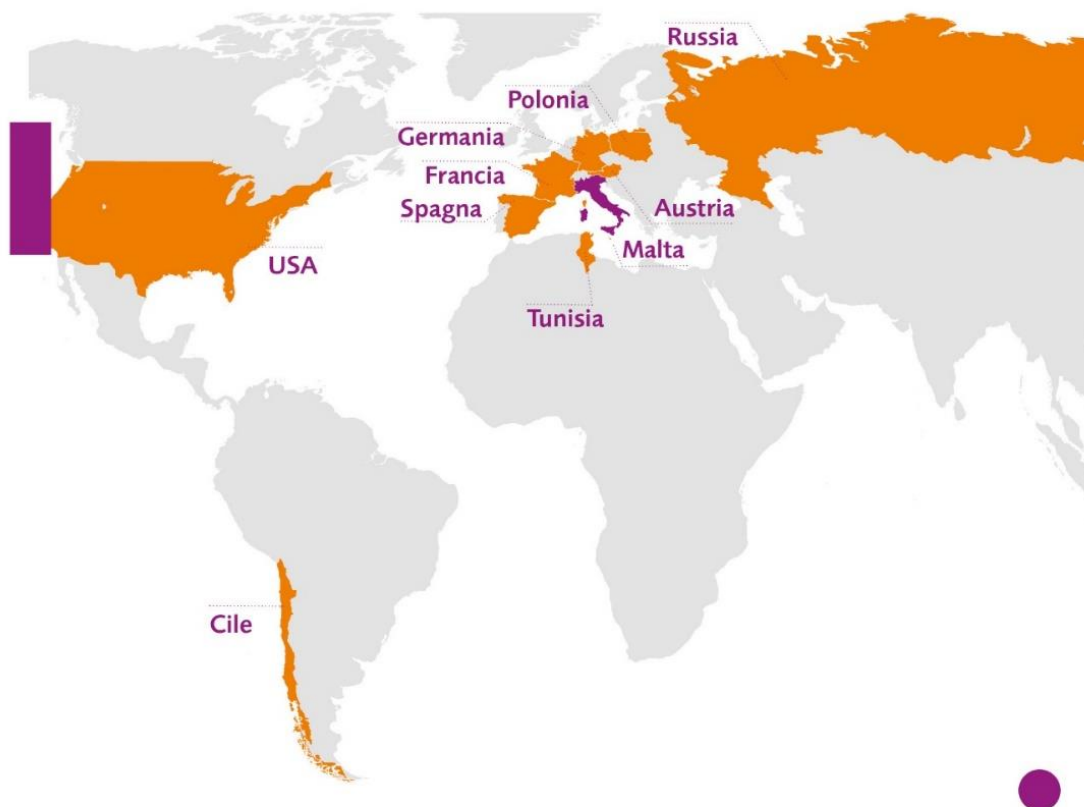 Russia
Polonia
Germania
Francia
Spagna
Austria
Malta
USA
Tunisia
Cile